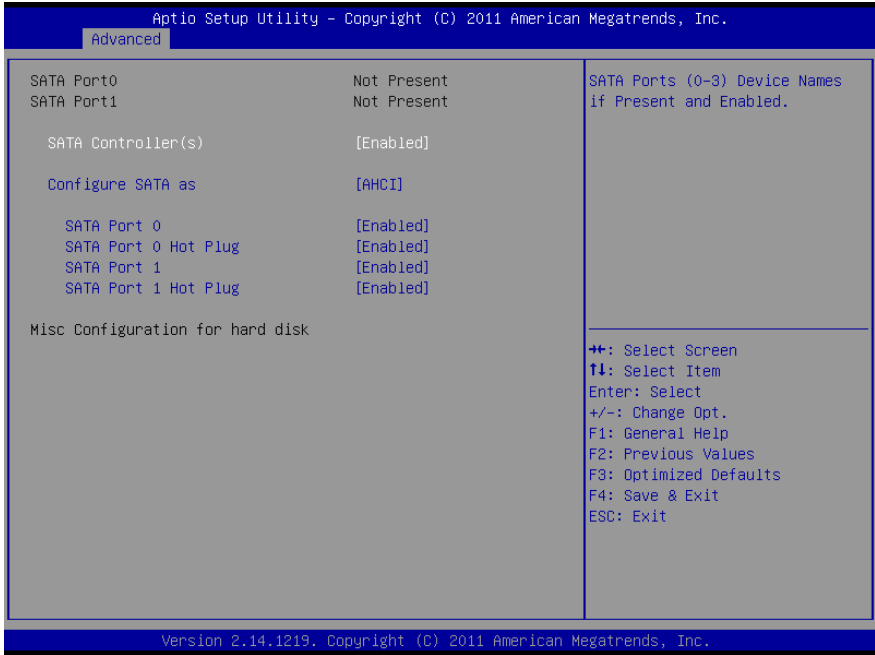 Aptio Setup Utility – Copyright (C) 2011 American Megatrends, Inc.
Advanced
SATA Port0 Not Present
SATA Port1 Not Present
SATA Controller(s) [Enabled]
Configure SATA as [AHCI]
SATA Port 0 [Enabled]
SATA Port 0 Hot Plug [Enabled]
SATA Port 1 [Enabled]
SATA Port 1 Hot Plug [Enabled]
Misc Configuration for hard disk
SATA Ports (0-3) Device Names
if Present and Enabled.
→←: Select Screen
↑↓: Select Item
Enter: Select
+/-: Change Opt.
F1: General Help
F2: Previous Values
F3: Optimized Defaults
F4: Save & Exit
ESC: Exit
Version 2.14.1219. Copyright (C) 2011 American Megatrends, Inc.